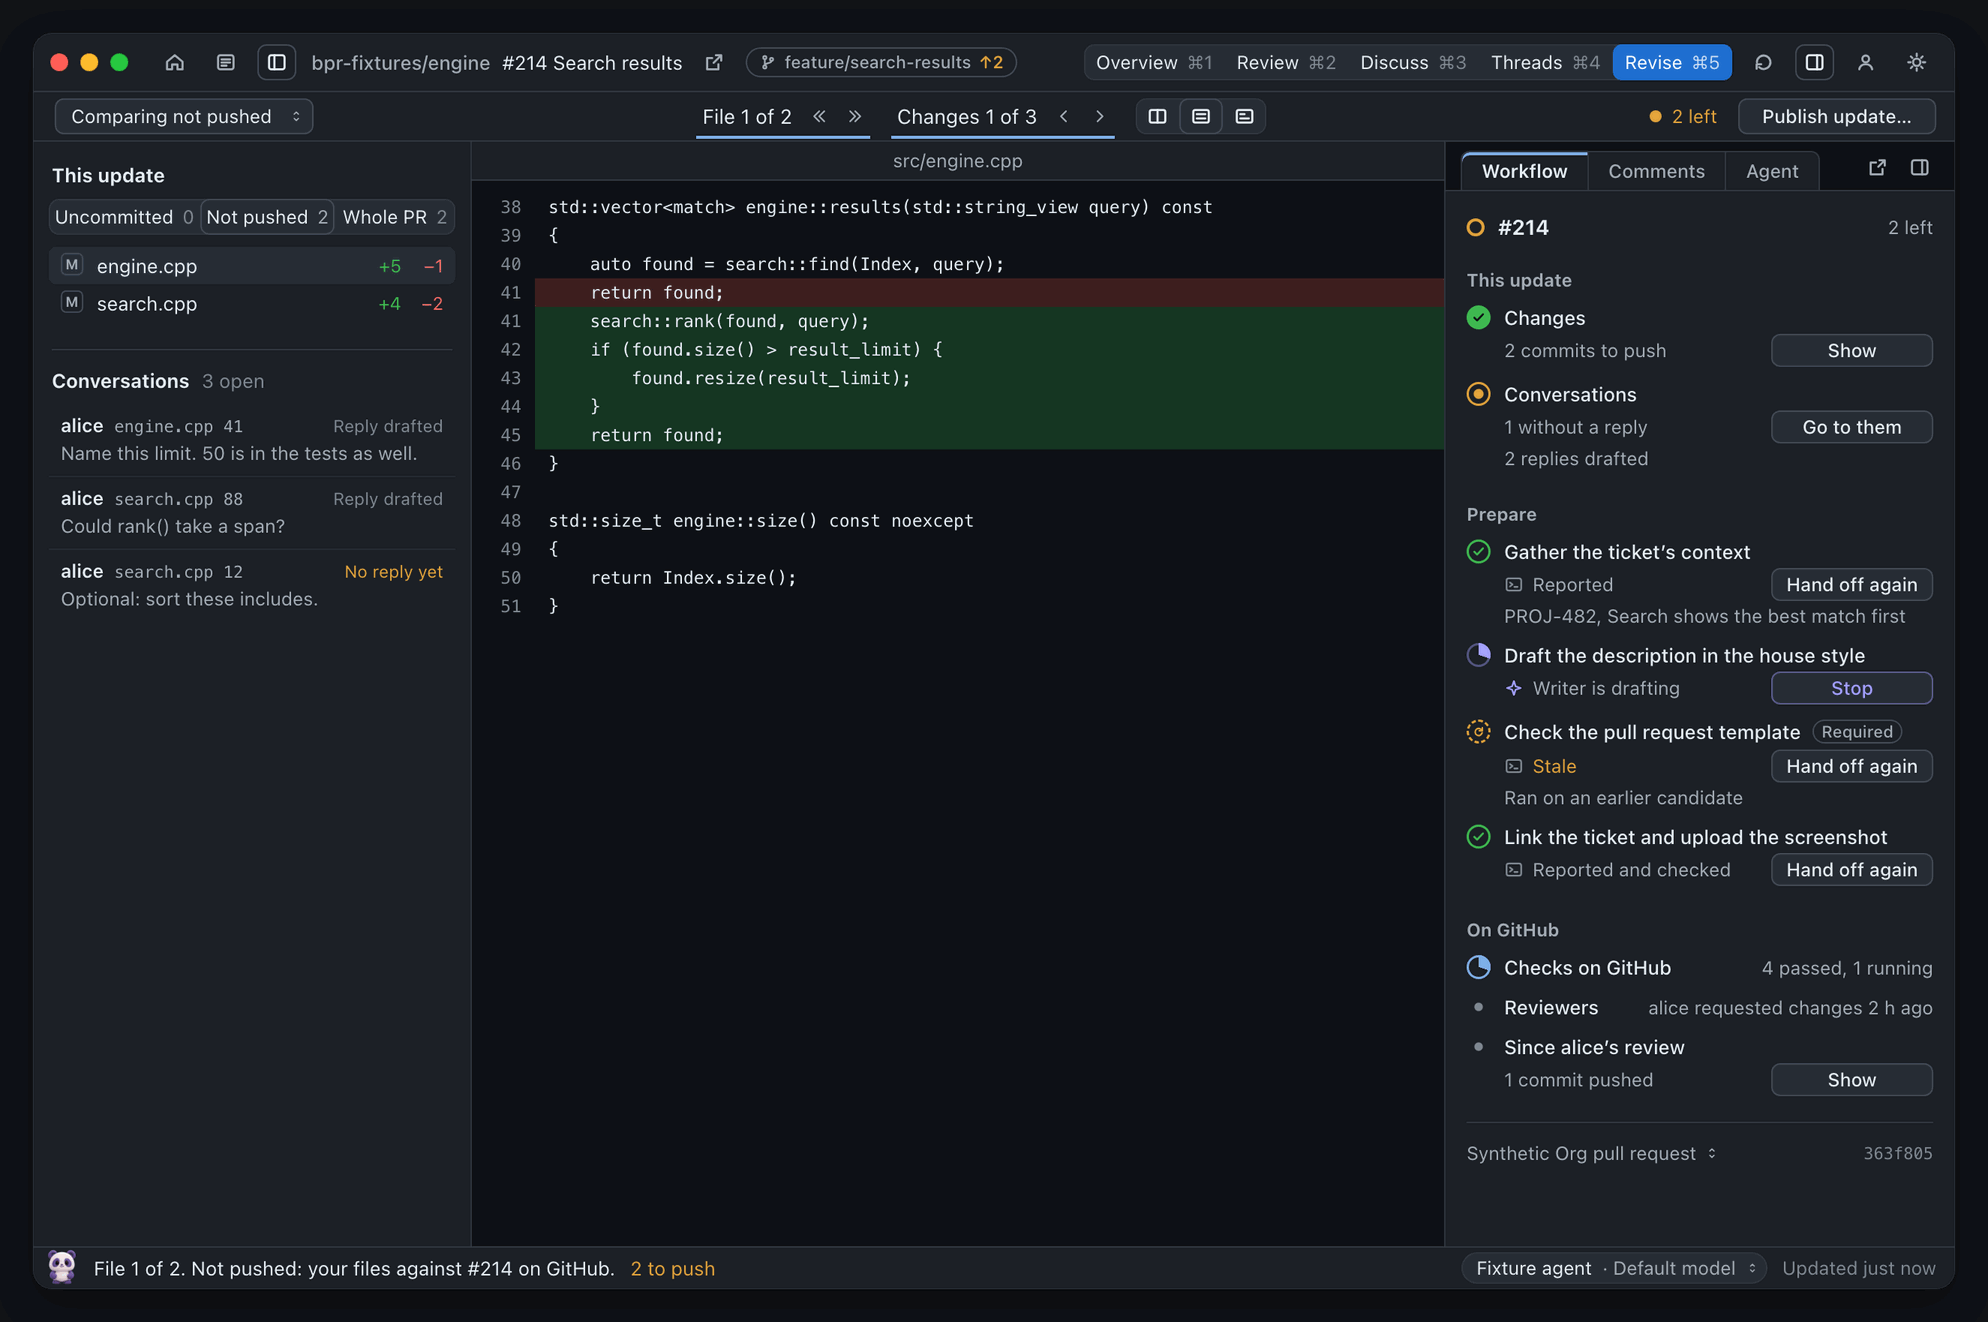 bpr-fixtures/engine #214 Search results
feature/search-results ↑2
Overview ⌘1 Review ⌘2 Discuss ⌘3 Threads ⌘4 Revise ⌘5
Comparing not pushed
File 1 of 2 « »
Changes 1 of 3 ‹ ›
2 left
Publish update...
This update
Uncommitted 0 Not pushed 2 Whole PR 2
M engine.cpp +5 −1
M search.cpp +4 −2
Conversations 3 open
alice engine.cpp 41 Reply drafted
Name this limit. 50 is in the tests as well.
alice search.cpp 88 Reply drafted
Could rank() take a span?
alice search.cpp 12 No reply yet
Optional: sort these includes.
src/engine.cpp
38 std::vector<match> engine::results(std::string_view query) const
39 {
40     auto found = search::find(Index, query);
41     return found;
41     search::rank(found, query);
42     if (found.size() > result_limit) {
43         found.resize(result_limit);
44     }
45     return found;
46 }
47
48 std::size_t engine::size() const noexcept
49 {
50     return Index.size();
51 }
Workflow Comments Agent
#214 2 left
This update
Changes
2 commits to push Show
Conversations
1 without a reply Go to them
2 replies drafted
Prepare
Gather the ticket’s context
Reported Hand off again
PROJ-482, Search shows the best match first
Draft the description in the house style
Writer is drafting Stop
Check the pull request template Required
Stale Hand off again
Ran on an earlier candidate
Link the ticket and upload the screenshot
Reported and checked Hand off again
On GitHub
Checks on GitHub 4 passed, 1 running
Reviewers alice requested changes 2 h ago
Since alice’s review
1 commit pushed Show
Synthetic Org pull request 363f805
File 1 of 2. Not pushed: your files against #214 on GitHub. 2 to push
Fixture agent · Default model
Updated just now